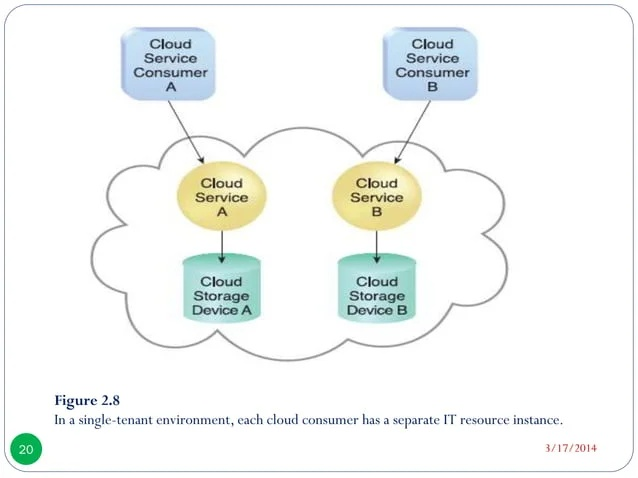 Cloud
Service
Consumer
A
Cloud
Service
Consumer
B
Cloud
Service
A
Cloud
Service
B
Cloud
Storage
Device A
Cloud
Storage
Device B
Figure 2.8
In a single-tenant environment, each cloud consumer has a separate IT resource instance.
20
3/17/2014